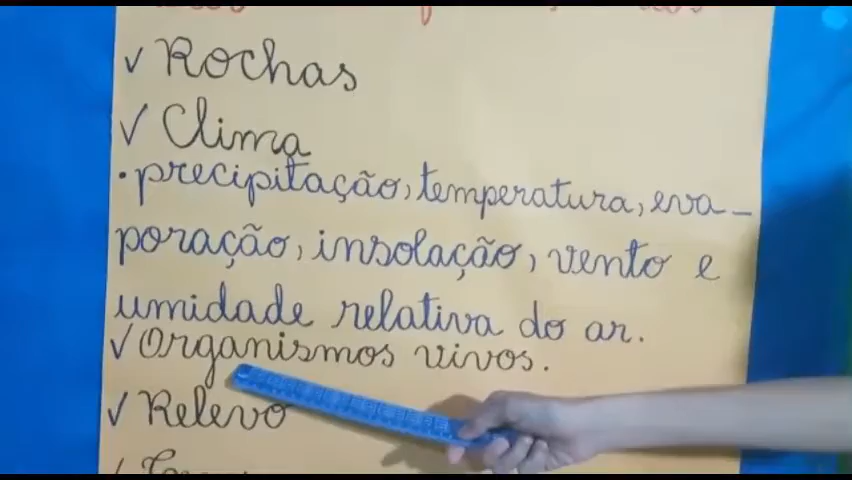 ✓ Rochas
✓ Clima
• precipitação, temperatura, eva-
poração, insolação, vento e
umidade relativa do ar.
✓ Organismos vivos.
✓ Relevo